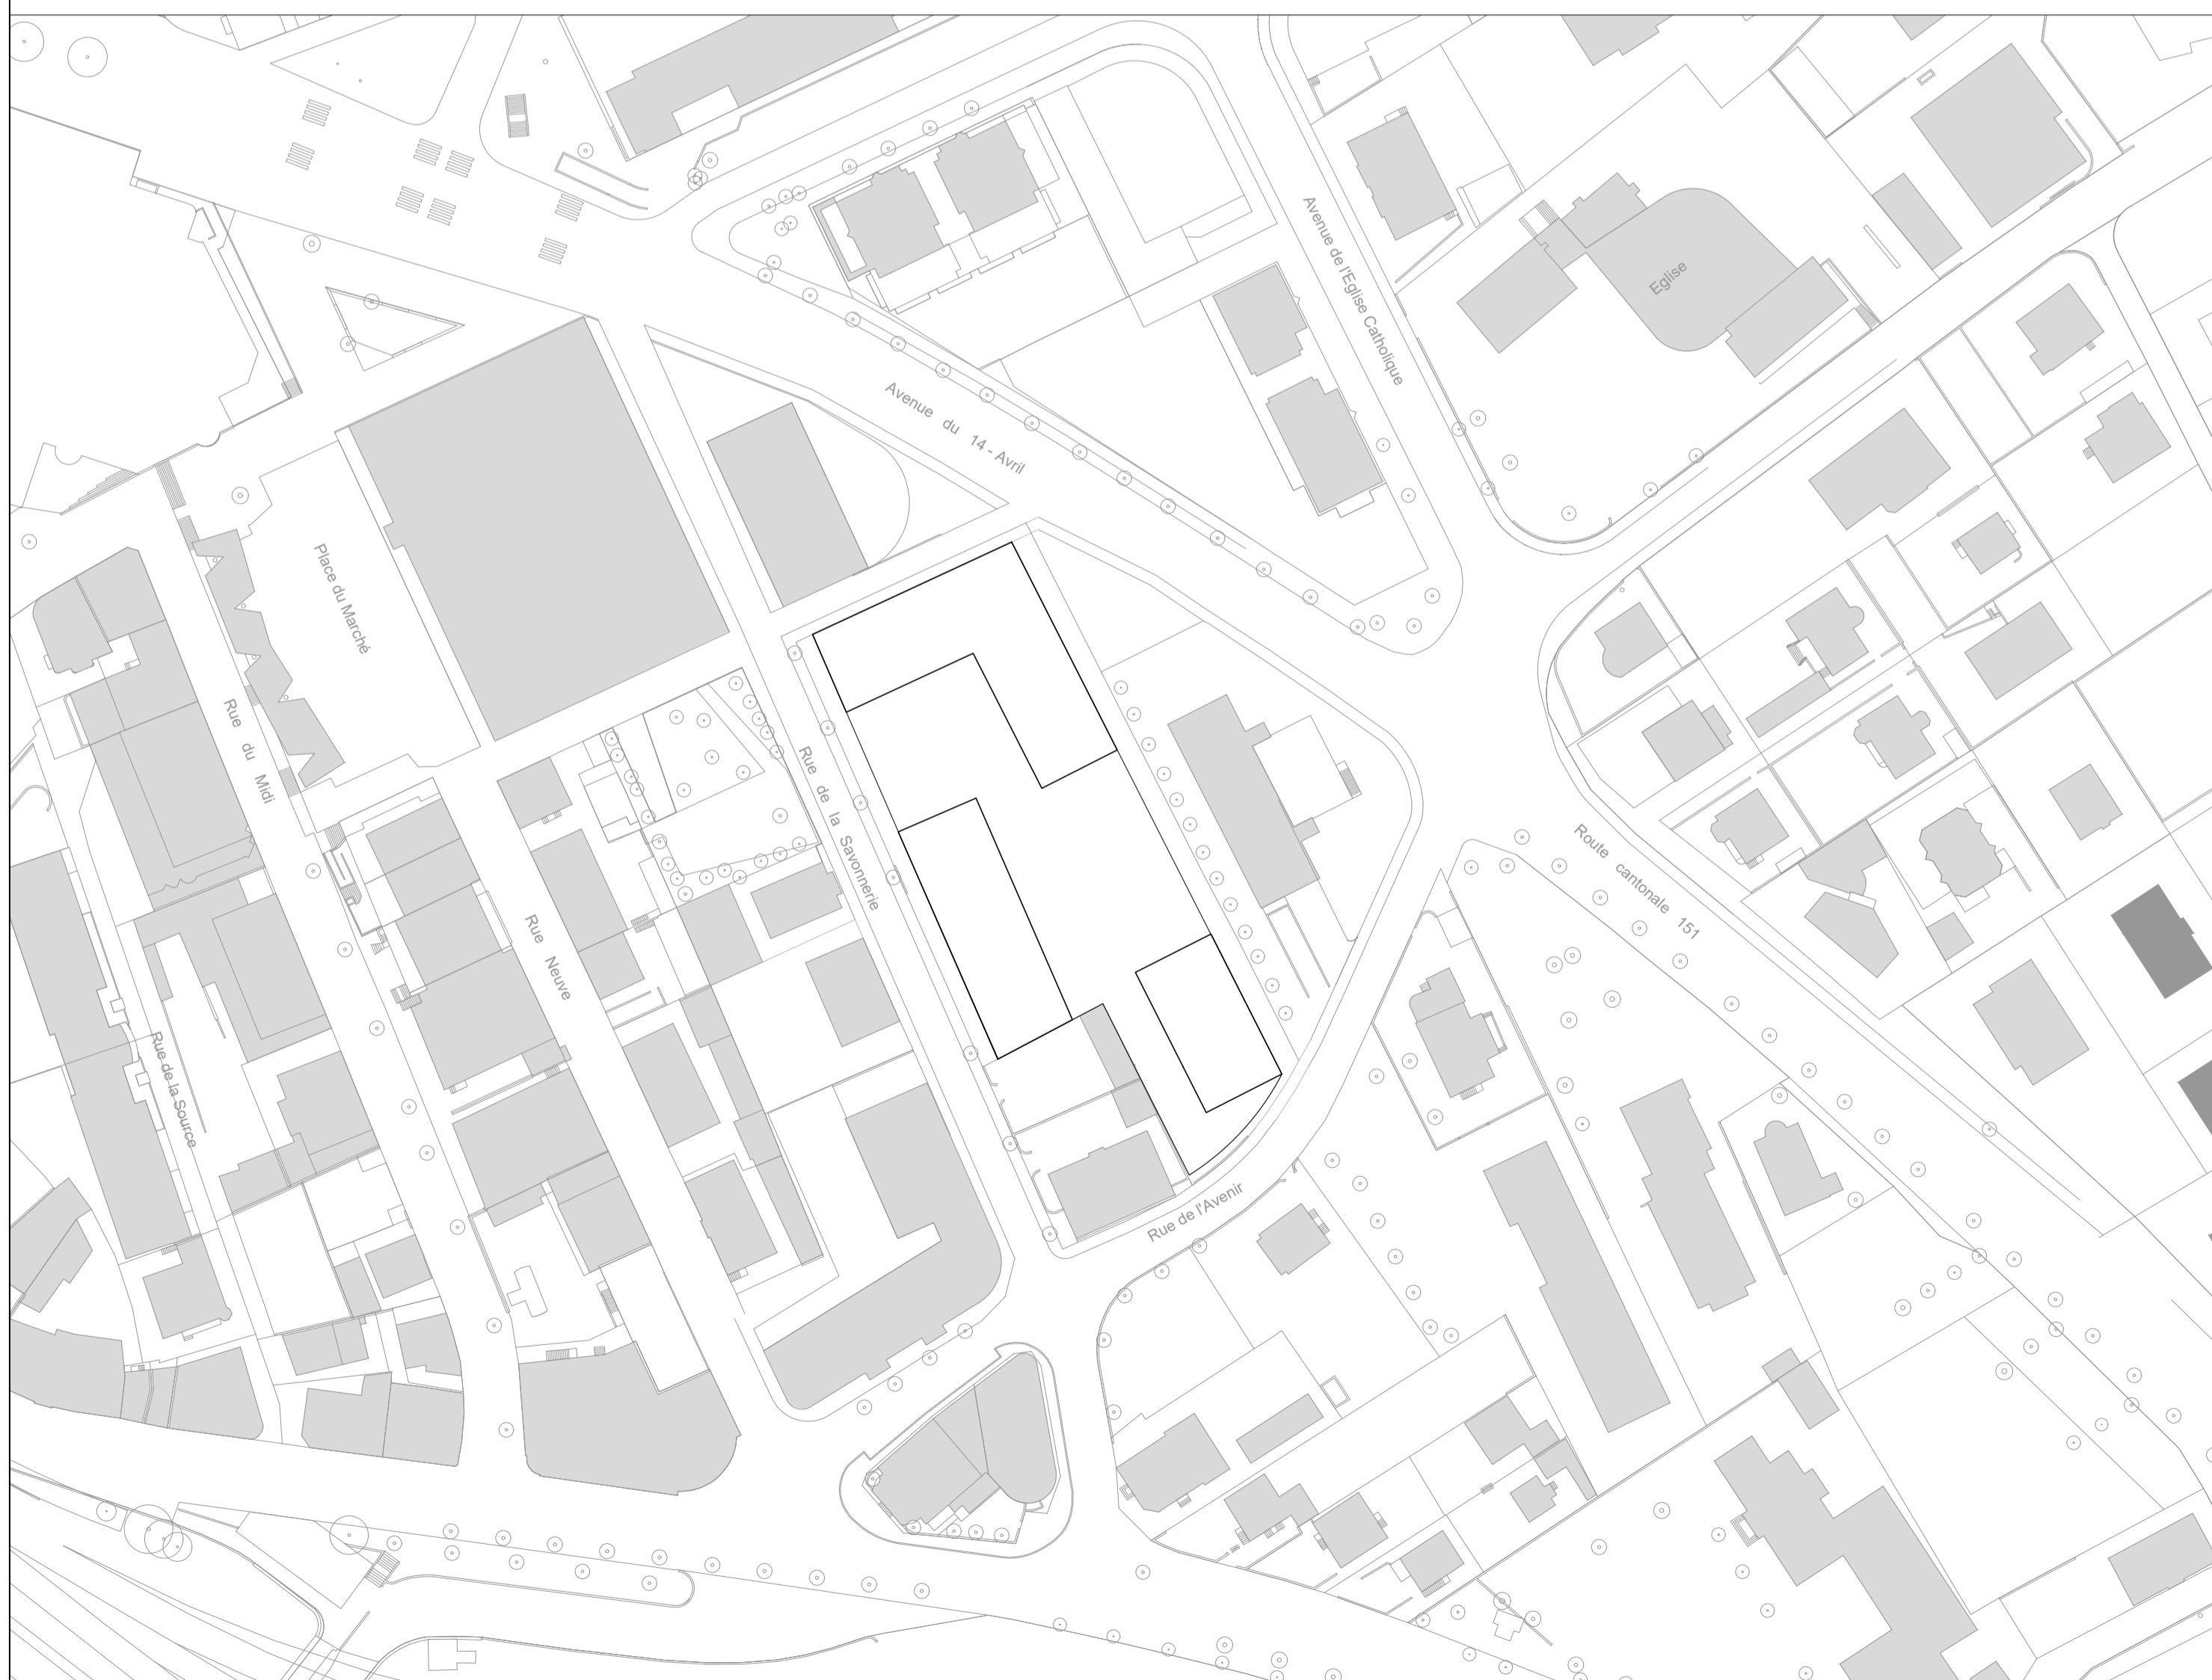 Avenue de l'Eglise Catholique
Eglise
Avenue du 14 - Avril
Place du Marché
Rue du Midi
Rue de la Savonnerie
Route cantonale 151
Rue Neuve
Rue de la Source
Rue de l'Avenir